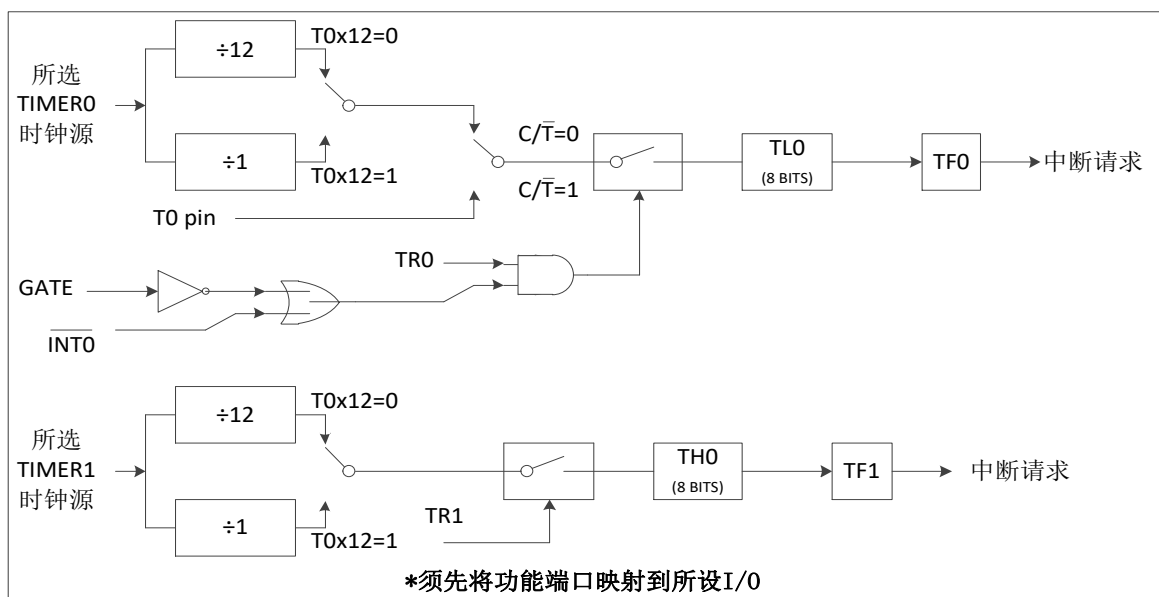 ÷12
T0x12=0
所选
TIMER0
时钟源
÷1
T0x12=1
C/T̅=0
C/T̅=1
T0 pin
TL0
(8 BITS)
TF0
中断请求
TR0
GATE
I̅N̅T̅0̅
÷12
T0x12=0
所选
TIMER1
时钟源
÷1
T0x12=1
TR1
TH0
(8 BITS)
TF1
中断请求
*须先将功能端口映射到所设I/O